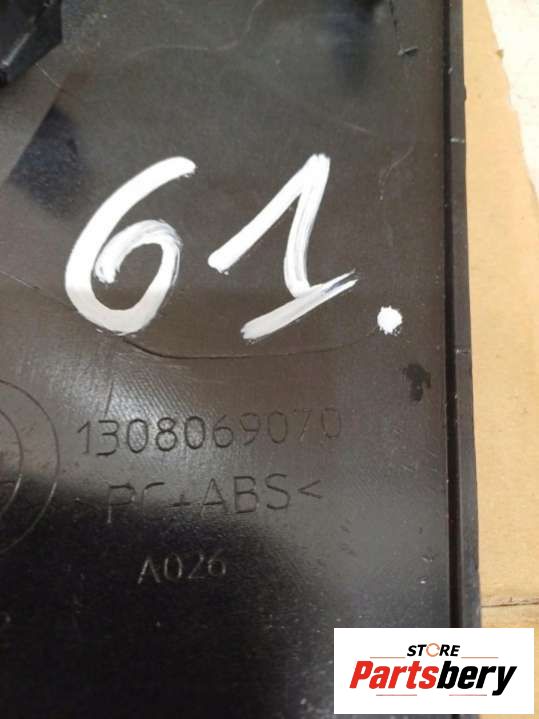 61.
1308069070
>PC+ABS<
A026
STORE
Partsbery